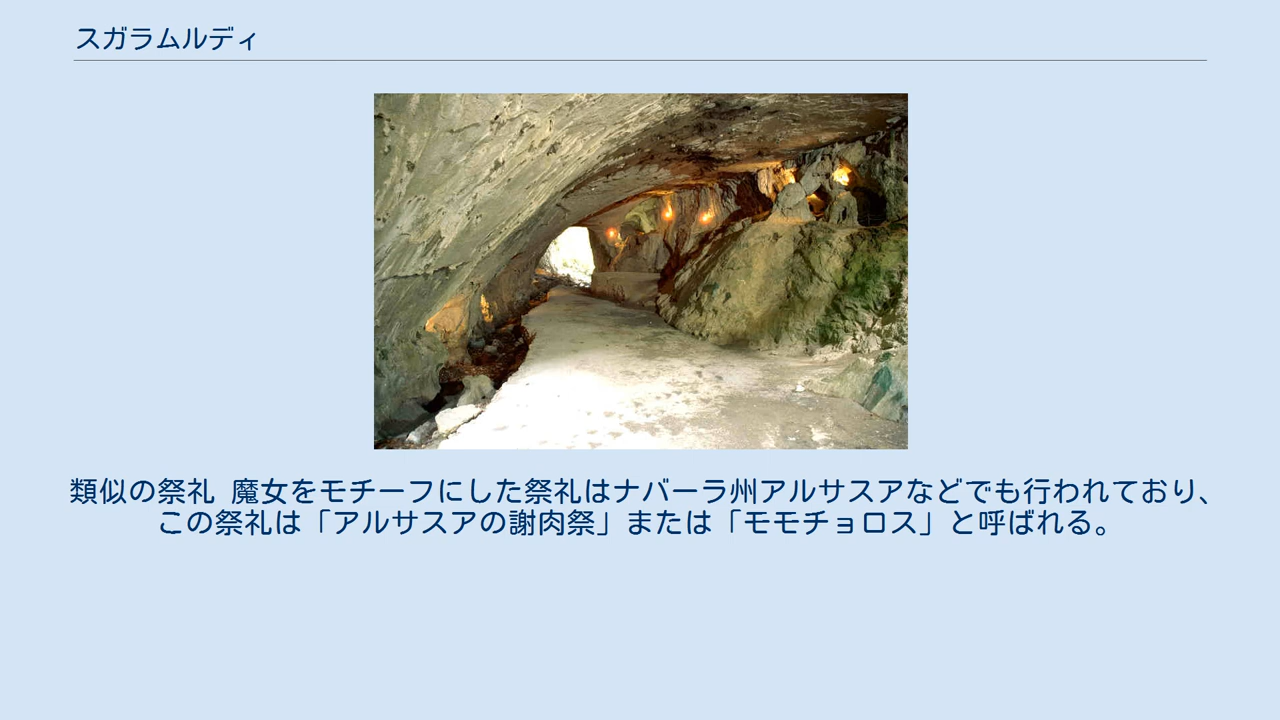 スガラムルディ
類似の祭礼 魔女をモチーフにした祭礼はナバーラ州アルサスアなどでも行われており、
この祭礼は「アルサスアの謝肉祭」または「モモチョロス」と呼ばれる。